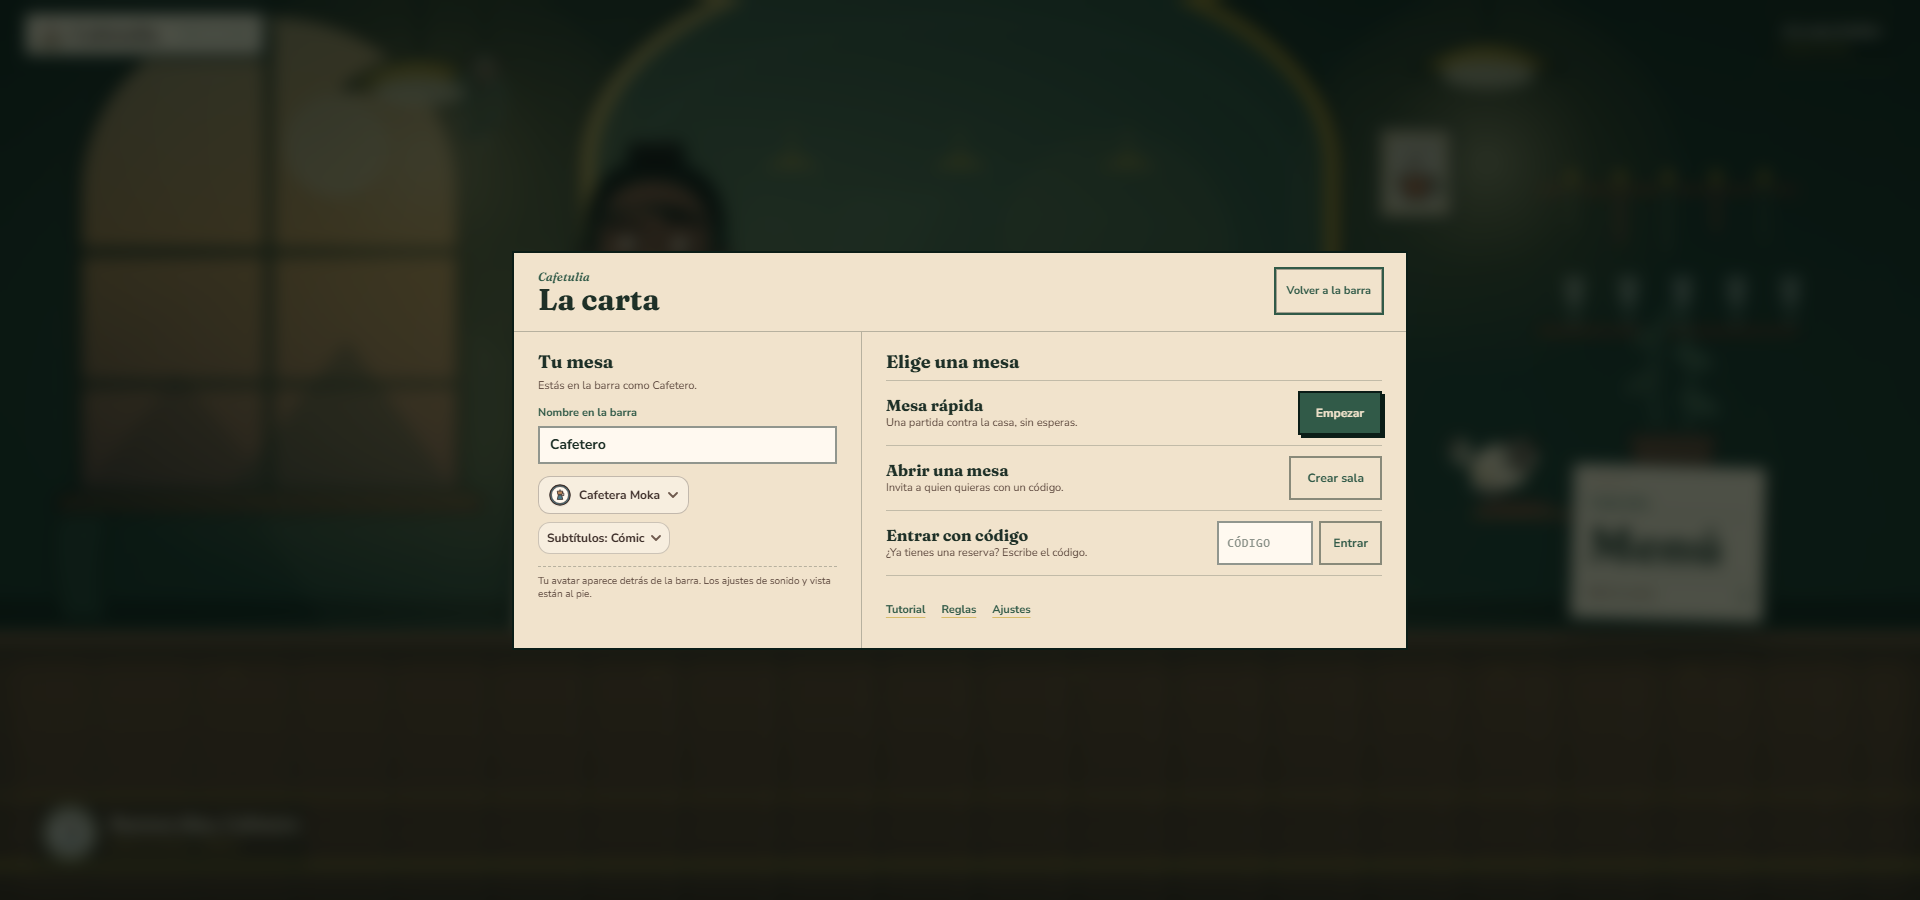 Cafetulia
La carta
Volver a la barra
Tu mesa
Estás en la barra como Cafetero.
Nombre en la barra
Cafetero
Cafetera Moka
Subtítulos: Cómic
Tu avatar aparece detrás de la barra. Los ajustes de sonido y vista
están al pie.
Elige una mesa
Mesa rápida
Una partida contra la casa, sin esperas.
Empezar
Abrir una mesa
Invita a quien quieras con un código.
Crear sala
Entrar con código
¿Ya tienes una reserva? Escribe el código.
CÓDIGO
Entrar
Tutorial Reglas Ajustes
Menú